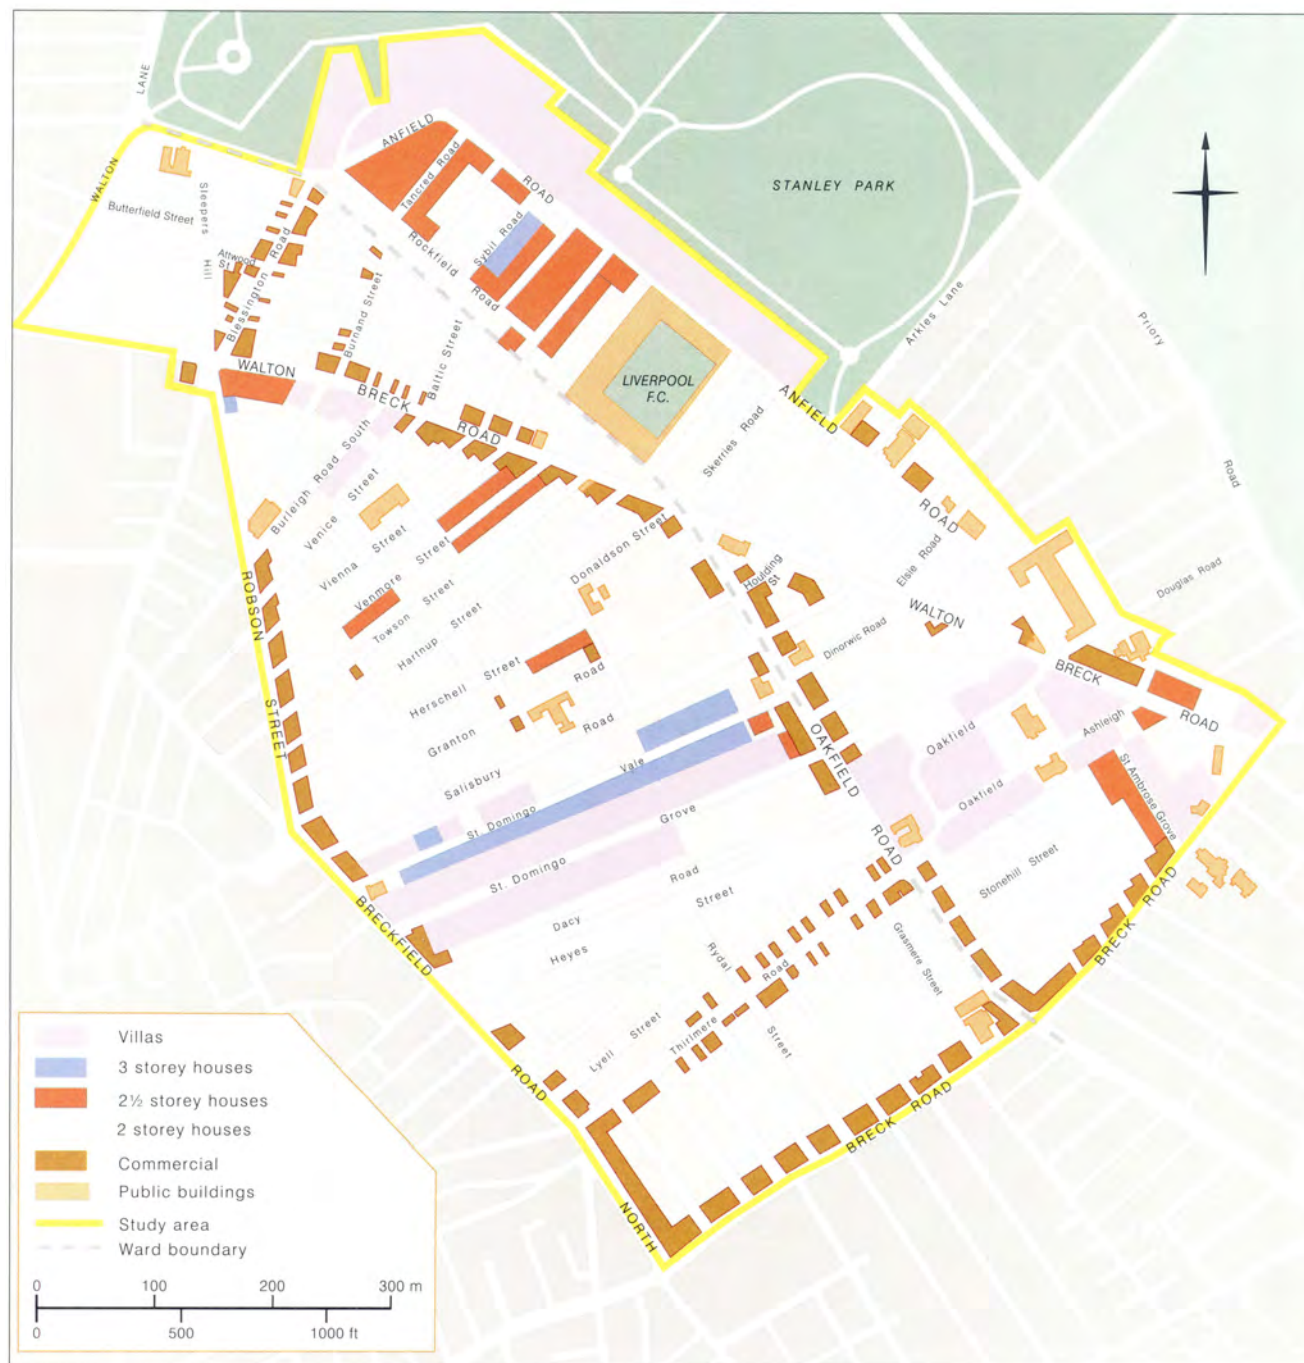 LANE
WALTON
Butterfield Street
Sleepers Hill
Attwood St
Blessington Road
Burnand Street
Baltic Street
ANFIELD ROAD
Tancred Road
Rockfield Road
Sybil Road
STANLEY PARK
LIVERPOOL
F.C.
Arkles Lane
Priory Road
WALTON BRECK ROAD
Skerries Road
ANFIELD ROAD
Burleigh Road South
Venice Street
Vienna Street
Venmore Street
Towson Street
Hartnup Street
Donaldson Street
Houlding St
Elsie Road
Dinorwic Road
Douglas Road
WALTON BRECK ROAD
ROBSON STREET
Herschell Street
Granton Road
Salisbury Road
St. Domingo Vale
St. Domingo Grove
OAKFIELD ROAD
Oakfield
Oakfield
Ashleigh
St Ambrose Grove
Stonehill Street
Dacy Road
Heyes Street
Rydal Street
Lyell Street
Thirlmere Road
Grasmere Street
BRECK ROAD
BRECK ROAD
BRECKFIELD ROAD NORTH
Villas
3 storey houses
2½ storey houses
2 storey houses
Commercial
Public buildings
Study area
Ward boundary
0 100 200 300 m
0 500 1000 ft